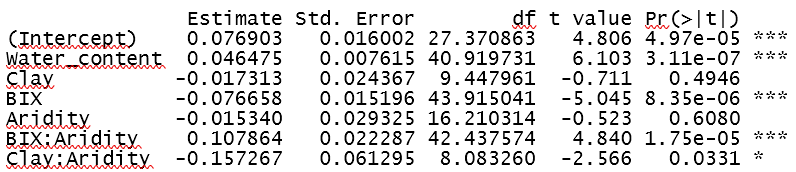 Estimate Std. Error df t value Pr(>|t|)
(Intercept) 0.076903 0.016002 27.370863 4.806 4.97e-05 ***
Water_content 0.046475 0.007615 40.919731 6.103 3.11e-07 ***
Clay -0.017313 0.024367 9.447961 -0.711 0.4946
BIX -0.076658 0.015196 43.915041 -5.045 8.35e-06 ***
Aridity -0.015340 0.029325 16.210314 -0.523 0.6080
BIX:Aridity 0.107864 0.022287 42.437574 4.840 1.75e-05 ***
Clay:Aridity -0.157267 0.061295 8.083260 -2.566 0.0331 *